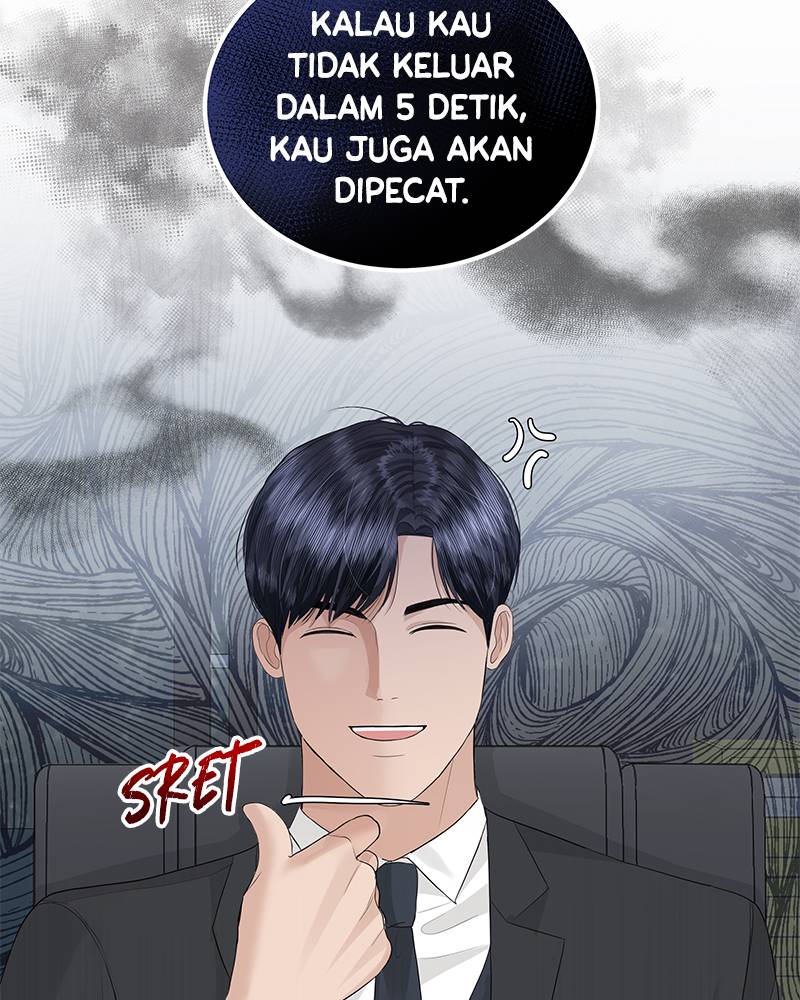 KALAU KAU
TIDAK KELUAR
DALAM 5 DETIK,
KAU JUGA AKAN
DIPECAT.
SRET